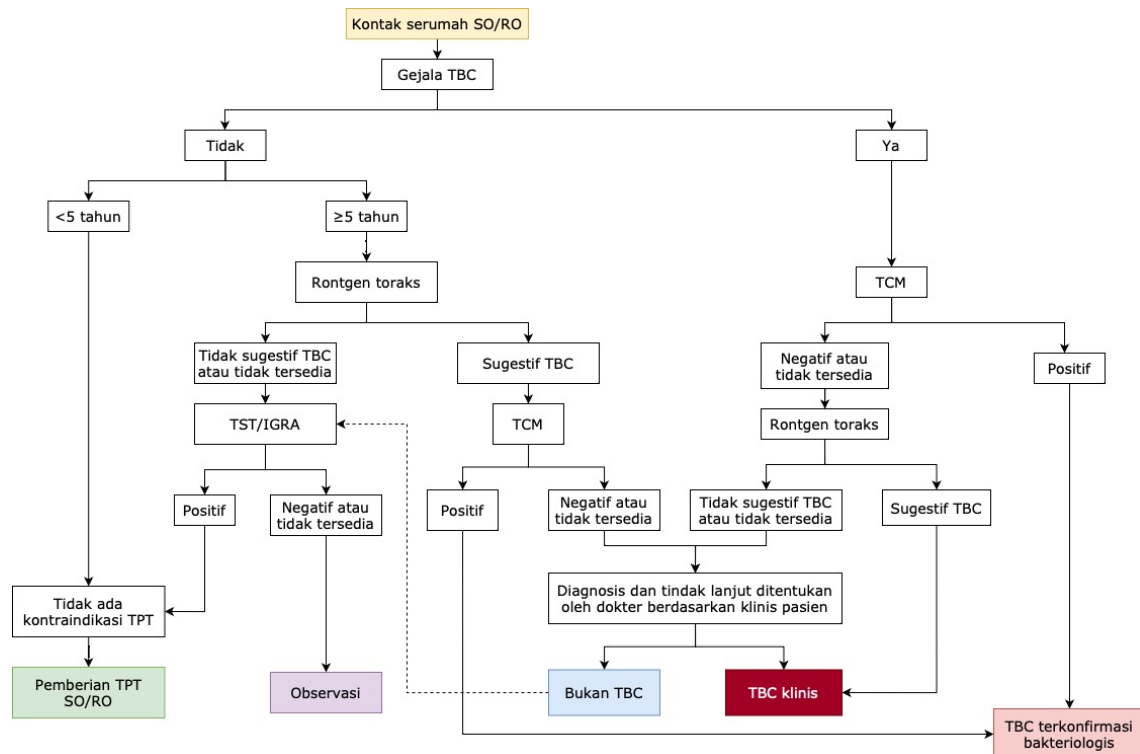 Kontak serumah SO/RO
Gejala TBC
Tidak
Ya
<5 tahun
≥5 tahun
Rontgen toraks
TCM
Tidak sugestif TBC
atau tidak tersedia
Sugestif TBC
Negatif atau
tidak tersedia
Positif
TST/IGRA
TCM
Rontgen toraks
Positif
Negatif atau
tidak tersedia
Positif
Negatif atau
tidak tersedia
Tidak sugestif TBC
atau tidak tersedia
Sugestif TBC
Tidak ada
kontraindikasi TPT
Diagnosis dan tindak lanjut ditentukan
oleh dokter berdasarkan klinis pasien
Pemberian TPT
SO/RO
Observasi
Bukan TBC
TBC klinis
TBC terkonfirmasi
bakteriologis